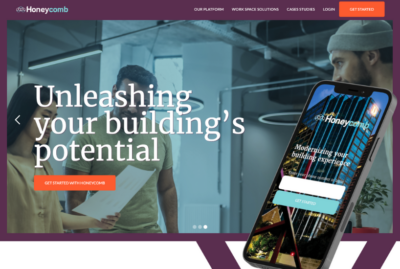 Honeycomb
OUR PLATFORM
WORK SPACE SOLUTIONS
CASES STUDIES
LOGIN
GET STARTED
Unleashing
your building's
potential
GET STARTED WITH HONEYCOMB
Honeycomb
Modernizing your
building experience